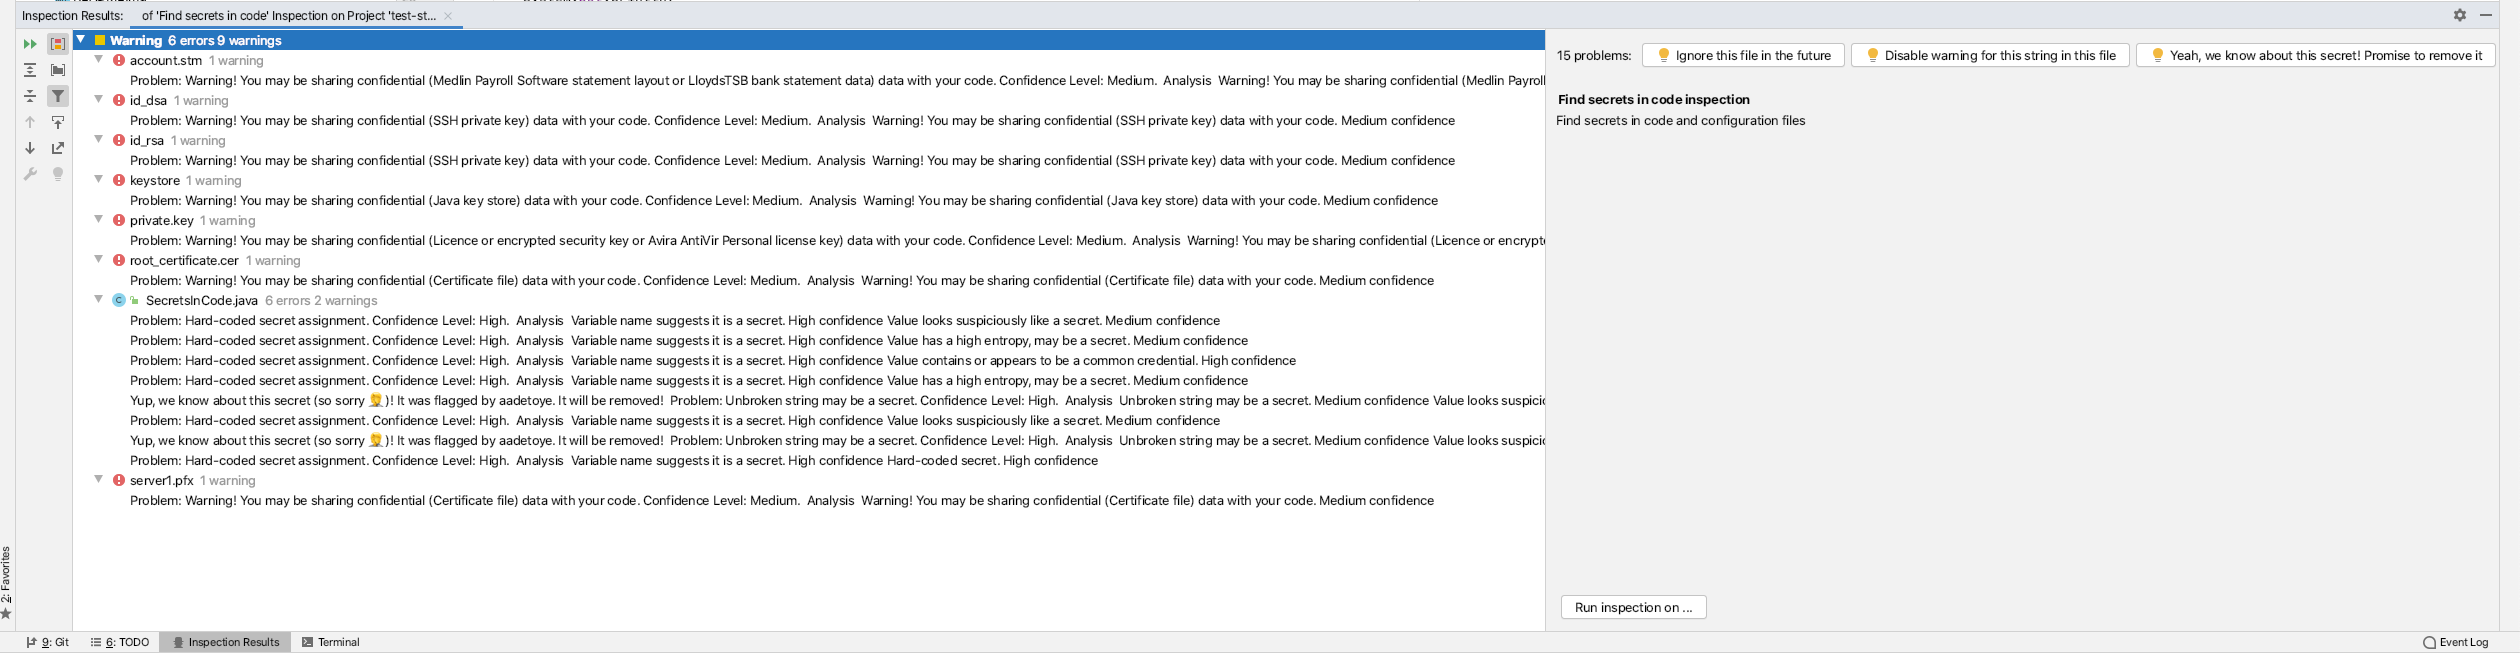 Inspection Results: of 'Find secrets in code' Inspection on Project 'test-st...
Warning 6 errors 9 warnings
account.stm 1 warning
Problem: Warning! You may be sharing confidential (Medlin Payroll Software statement layout or LloydsTSB bank statement data) data with your code. Confidence Level: Medium. Analysis Warning! You may be sharing confidential (Medlin Payroll
id_dsa 1 warning
Problem: Warning! You may be sharing confidential (SSH private key) data with your code. Confidence Level: Medium. Analysis Warning! You may be sharing confidential (SSH private key) data with your code. Medium confidence
id_rsa 1 warning
Problem: Warning! You may be sharing confidential (SSH private key) data with your code. Confidence Level: Medium. Analysis Warning! You may be sharing confidential (SSH private key) data with your code. Medium confidence
keystore 1 warning
Problem: Warning! You may be sharing confidential (Java key store) data with your code. Confidence Level: Medium. Analysis Warning! You may be sharing confidential (Java key store) data with your code. Medium confidence
private.key 1 warning
Problem: Warning! You may be sharing confidential (Licence or encrypted security key or Avira AntiVir Personal license key) data with your code. Confidence Level: Medium. Analysis Warning! You may be sharing confidential (Licence or encrypte
root_certificate.cer 1 warning
Problem: Warning! You may be sharing confidential (Certificate file) data with your code. Confidence Level: Medium. Analysis Warning! You may be sharing confidential (Certificate file) data with your code. Medium confidence
C SecretsInCode.java 6 errors 2 warnings
Problem: Hard-coded secret assignment. Confidence Level: High. Analysis Variable name suggests it is a secret. High confidence Value looks suspiciously like a secret. Medium confidence
Problem: Hard-coded secret assignment. Confidence Level: High. Analysis Variable name suggests it is a secret. High confidence Value has a high entropy, may be a secret. Medium confidence
Problem: Hard-coded secret assignment. Confidence Level: High. Analysis Variable name suggests it is a secret. High confidence Value contains or appears to be a common credential. High confidence
Problem: Hard-coded secret assignment. Confidence Level: High. Analysis Variable name suggests it is a secret. High confidence Value has a high entropy, may be a secret. Medium confidence
Yup, we know about this secret (so sorry 🤦)! It was flagged by aadetoye. It will be removed! Problem: Unbroken string may be a secret. Confidence Level: High. Analysis Unbroken string may be a secret. Medium confidence Value looks suspicio
Problem: Hard-coded secret assignment. Confidence Level: High. Analysis Variable name suggests it is a secret. High confidence Value looks suspiciously like a secret. Medium confidence
Yup, we know about this secret (so sorry 🤦)! It was flagged by aadetoye. It will be removed! Problem: Unbroken string may be a secret. Confidence Level: High. Analysis Unbroken string may be a secret. Medium confidence Value looks suspicio
Problem: Hard-coded secret assignment. Confidence Level: High. Analysis Variable name suggests it is a secret. High confidence Hard-coded secret. High confidence
server1.pfx 1 warning
Problem: Warning! You may be sharing confidential (Certificate file) data with your code. Confidence Level: Medium. Analysis Warning! You may be sharing confidential (Certificate file) data with your code. Medium confidence
15 problems: Ignore this file in the future Disable warning for this string in this file Yeah, we know about this secret! Promise to remove it
Find secrets in code inspection
Find secrets in code and configuration files
Run inspection on ...
2: Favorites
9: Git 6: TODO Inspection Results Terminal Event Log